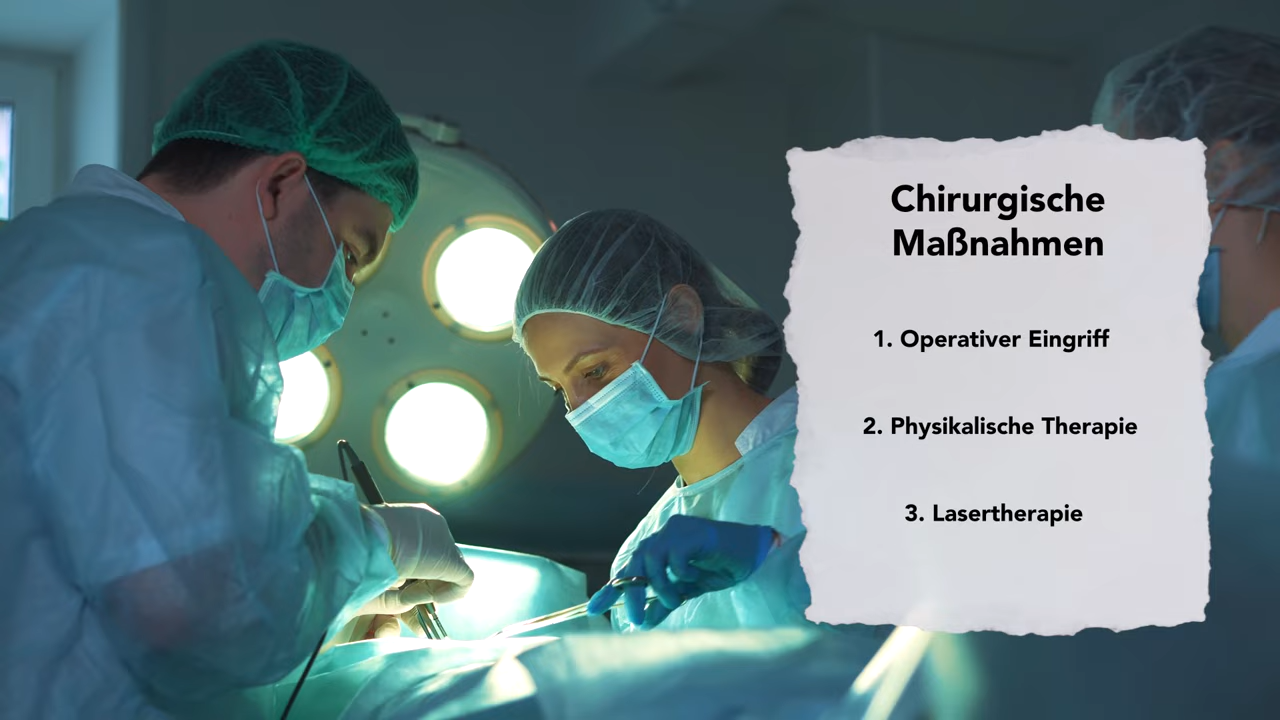 Chirurgische
Maßnahmen
1. Operativer Eingriff
2. Physikalische Therapie
3. Lasertherapie